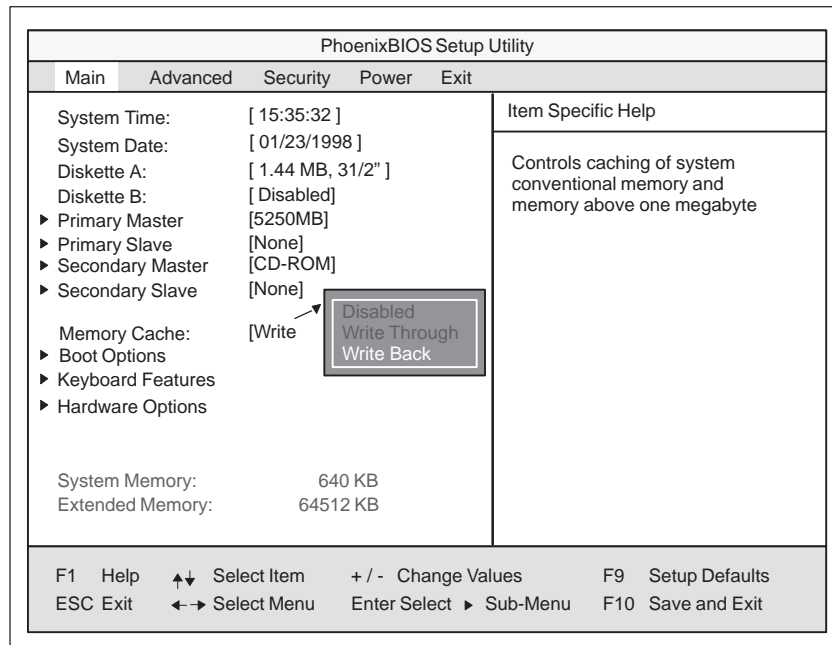 PhoenixBIOS Setup Utility
Main Advanced Security Power Exit
System Time: [ 15:35:32 ]
System Date: [ 01/23/1998 ]
Diskette A: [ 1.44 MB, 31/2” ]
Diskette B: [ Disabled]
Primary Master [5250MB]
Primary Slave [None]
Secondary Master [CD-ROM]
Secondary Slave [None]
Memory Cache: [Write
Disabled
Write Through
Write Back
Boot Options
Keyboard Features
Hardware Options
System Memory: 640 KB
Extended Memory: 64512 KB
Item Specific Help
Controls caching of system
conventional memory and
memory above one megabyte
F1 Help Select Item + / - Change Values F9 Setup Defaults
ESC Exit Select Menu Enter Select Sub-Menu F10 Save and Exit